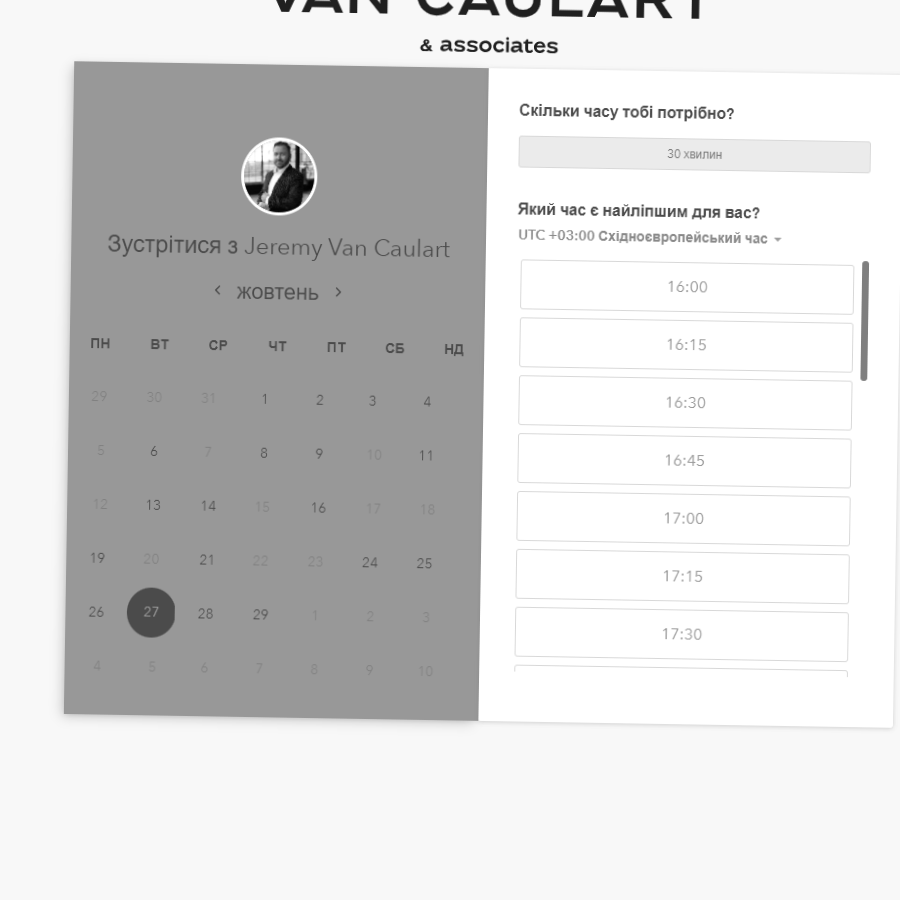 VAN CAULART
& associates
Зустрітися з Jeremy Van Caulart
жовтень
ПН ВТ СР ЧТ ПТ СБ НД
29 30 31 1 2 3 4
5 6 7 8 9 10 11
12 13 14 15 16 17 18
19 20 21 22 23 24 25
26 27 28 29 1 2 3
4 5 6 7 8 9 10
Скільки часу тобі потрібно?
30 хвилин
Який час є найліпшим для вас?
UTC +03:00 Східноєвропейський час
16:00
16:15
16:30
16:45
17:00
17:15
17:30